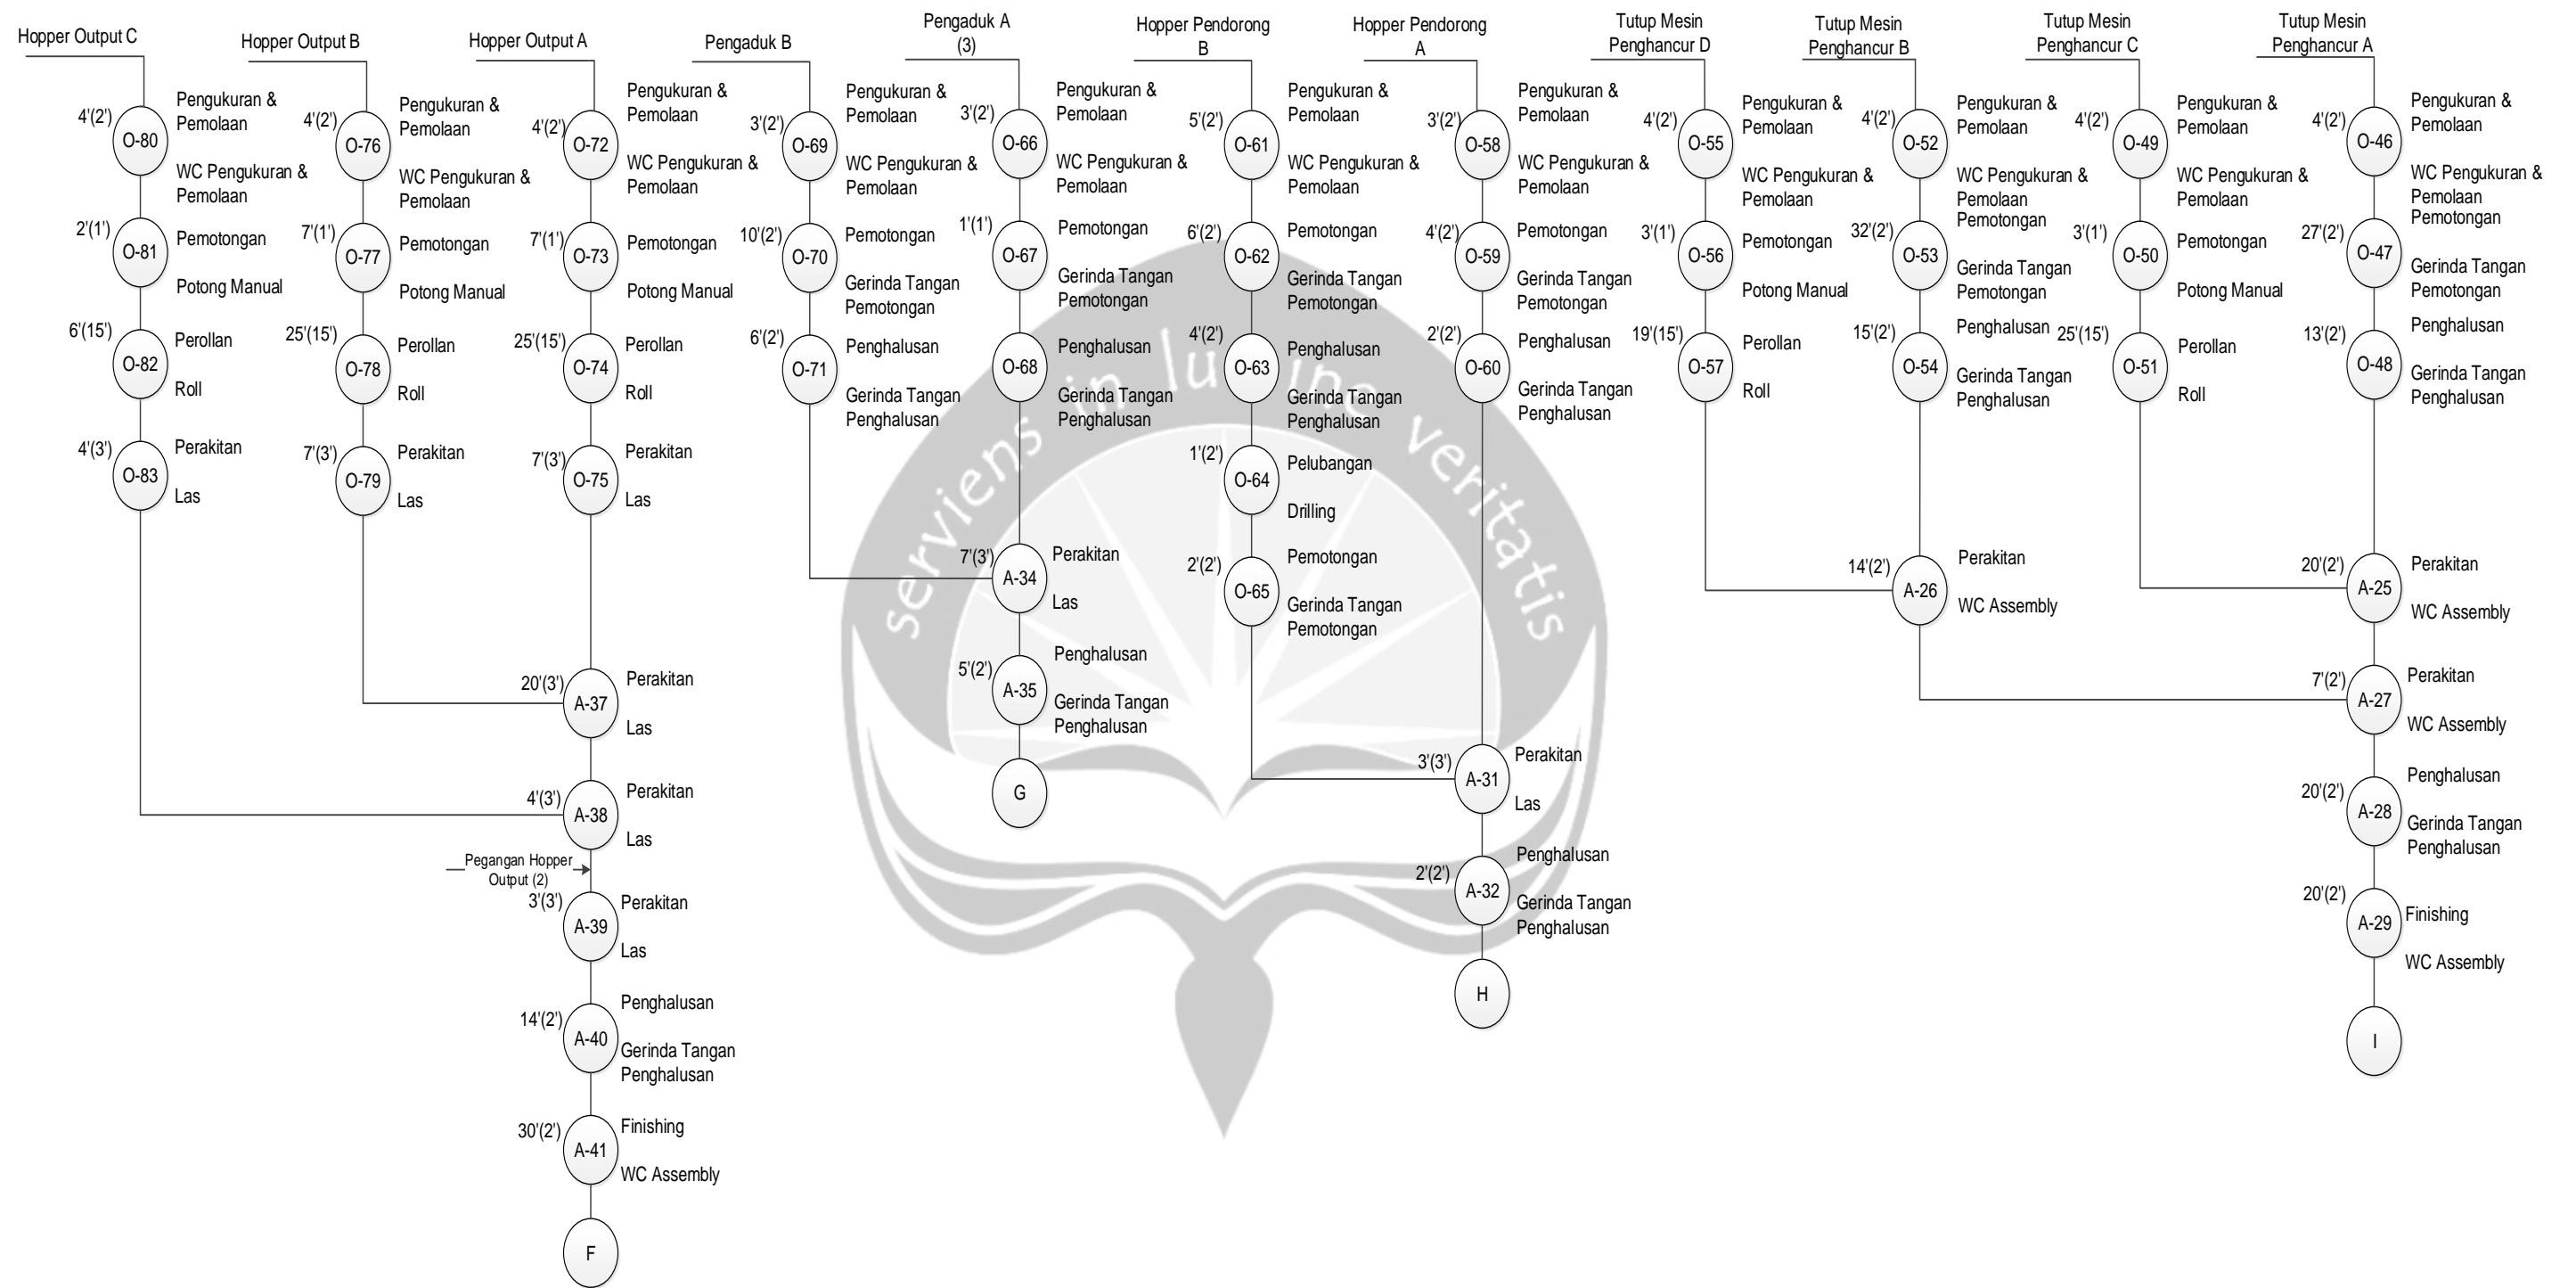 Hopper Output C
4'(2')
O-80
Pengukuran &
Pemolaan
WC Pengukuran &
Pemolaan
2'(1')
O-81
Pemotongan
Potong Manual
6'(15')
O-82
Perollan
Roll
4'(3')
O-83
Perakitan
Las
Hopper Output B
4'(2')
O-76
Pengukuran &
Pemolaan
WC Pengukuran &
Pemolaan
7'(1')
O-77
Pemotongan
Potong Manual
25'(15')
O-78
Perollan
Roll
7'(3')
O-79
Perakitan
Las
Hopper Output A
4'(2')
O-72
Pengukuran &
Pemolaan
WC Pengukuran &
Pemolaan
7'(1')
O-73
Pemotongan
Potong Manual
25'(15')
O-74
Perollan
Roll
7'(3')
O-75
Perakitan
Las
20'(3')
A-37
Perakitan
Las
4'(3')
A-38
Perakitan
Las
Pegangan Hopper
Output (2)
3'(3')
A-39
Perakitan
Las
14'(2')
A-40
Penghalusan
Gerinda Tangan
Penghalusan
30'(2')
A-41
Finishing
WC Assembly
F
Pengaduk B
3'(2')
O-69
Pengukuran &
Pemolaan
WC Pengukuran &
Pemolaan
10'(2')
O-70
Pemotongan
Gerinda Tangan
Pemotongan
6'(2')
O-71
Penghalusan
Gerinda Tangan
Penghalusan
Pengaduk A
(3)
3'(2')
O-66
Pengukuran &
Pemolaan
WC Pengukuran &
Pemolaan
1'(1')
O-67
Pemotongan
Gerinda Tangan
Pemotongan
O-68
Penghalusan
Gerinda Tangan
Penghalusan
7'(3')
A-34
Perakitan
Las
5'(2')
A-35
Penghalusan
Gerinda Tangan
Penghalusan
G
Hopper Pendorong
B
5'(2')
O-61
Pengukuran &
Pemolaan
WC Pengukuran &
Pemolaan
6'(2')
O-62
Pemotongan
Gerinda Tangan
Pemotongan
4'(2')
O-63
Penghalusan
Gerinda Tangan
Penghalusan
1'(2')
O-64
Pelubangan
Drilling
2'(2')
O-65
Pemotongan
Gerinda Tangan
Pemotongan
Hopper Pendorong
A
3'(2')
O-58
Pengukuran &
Pemolaan
WC Pengukuran &
Pemolaan
4'(2')
O-59
Pemotongan
Gerinda Tangan
Pemotongan
2'(2')
O-60
Penghalusan
Gerinda Tangan
Penghalusan
3'(3')
A-31
Perakitan
Las
2'(2')
A-32
Penghalusan
Gerinda Tangan
Penghalusan
H
Tutup Mesin
Penghancur D
4'(2')
O-55
Pengukuran &
Pemolaan
WC Pengukuran &
Pemolaan
3'(1')
O-56
Pemotongan
Potong Manual
19'(15')
O-57
Perollan
Roll
Tutup Mesin
Penghancur B
4'(2')
O-52
Pengukuran &
Pemolaan
WC Pengukuran &
Pemolaan
32'(2')
O-53
Pemotongan
Gerinda Tangan
Pemotongan
15'(2')
O-54
Penghalusan
Gerinda Tangan
Penghalusan
14'(2')
A-26
Perakitan
WC Assembly
Tutup Mesin
Penghancur C
4'(2')
O-49
Pengukuran &
Pemolaan
WC Pengukuran &
Pemolaan
3'(1')
O-50
Pemotongan
Potong Manual
25'(15')
O-51
Perollan
Roll
Tutup Mesin
Penghancur A
4'(2')
O-46
Pengukuran &
Pemolaan
WC Pengukuran &
Pemolaan
27'(2')
O-47
Pemotongan
Gerinda Tangan
Pemotongan
13'(2')
O-48
Penghalusan
Gerinda Tangan
Penghalusan
20'(2')
A-25
Perakitan
WC Assembly
7'(2')
A-27
Perakitan
WC Assembly
20'(2')
A-28
Penghalusan
Gerinda Tangan
Penghalusan
20'(2')
A-29
Finishing
WC Assembly
I
serviens in lumine veritatis